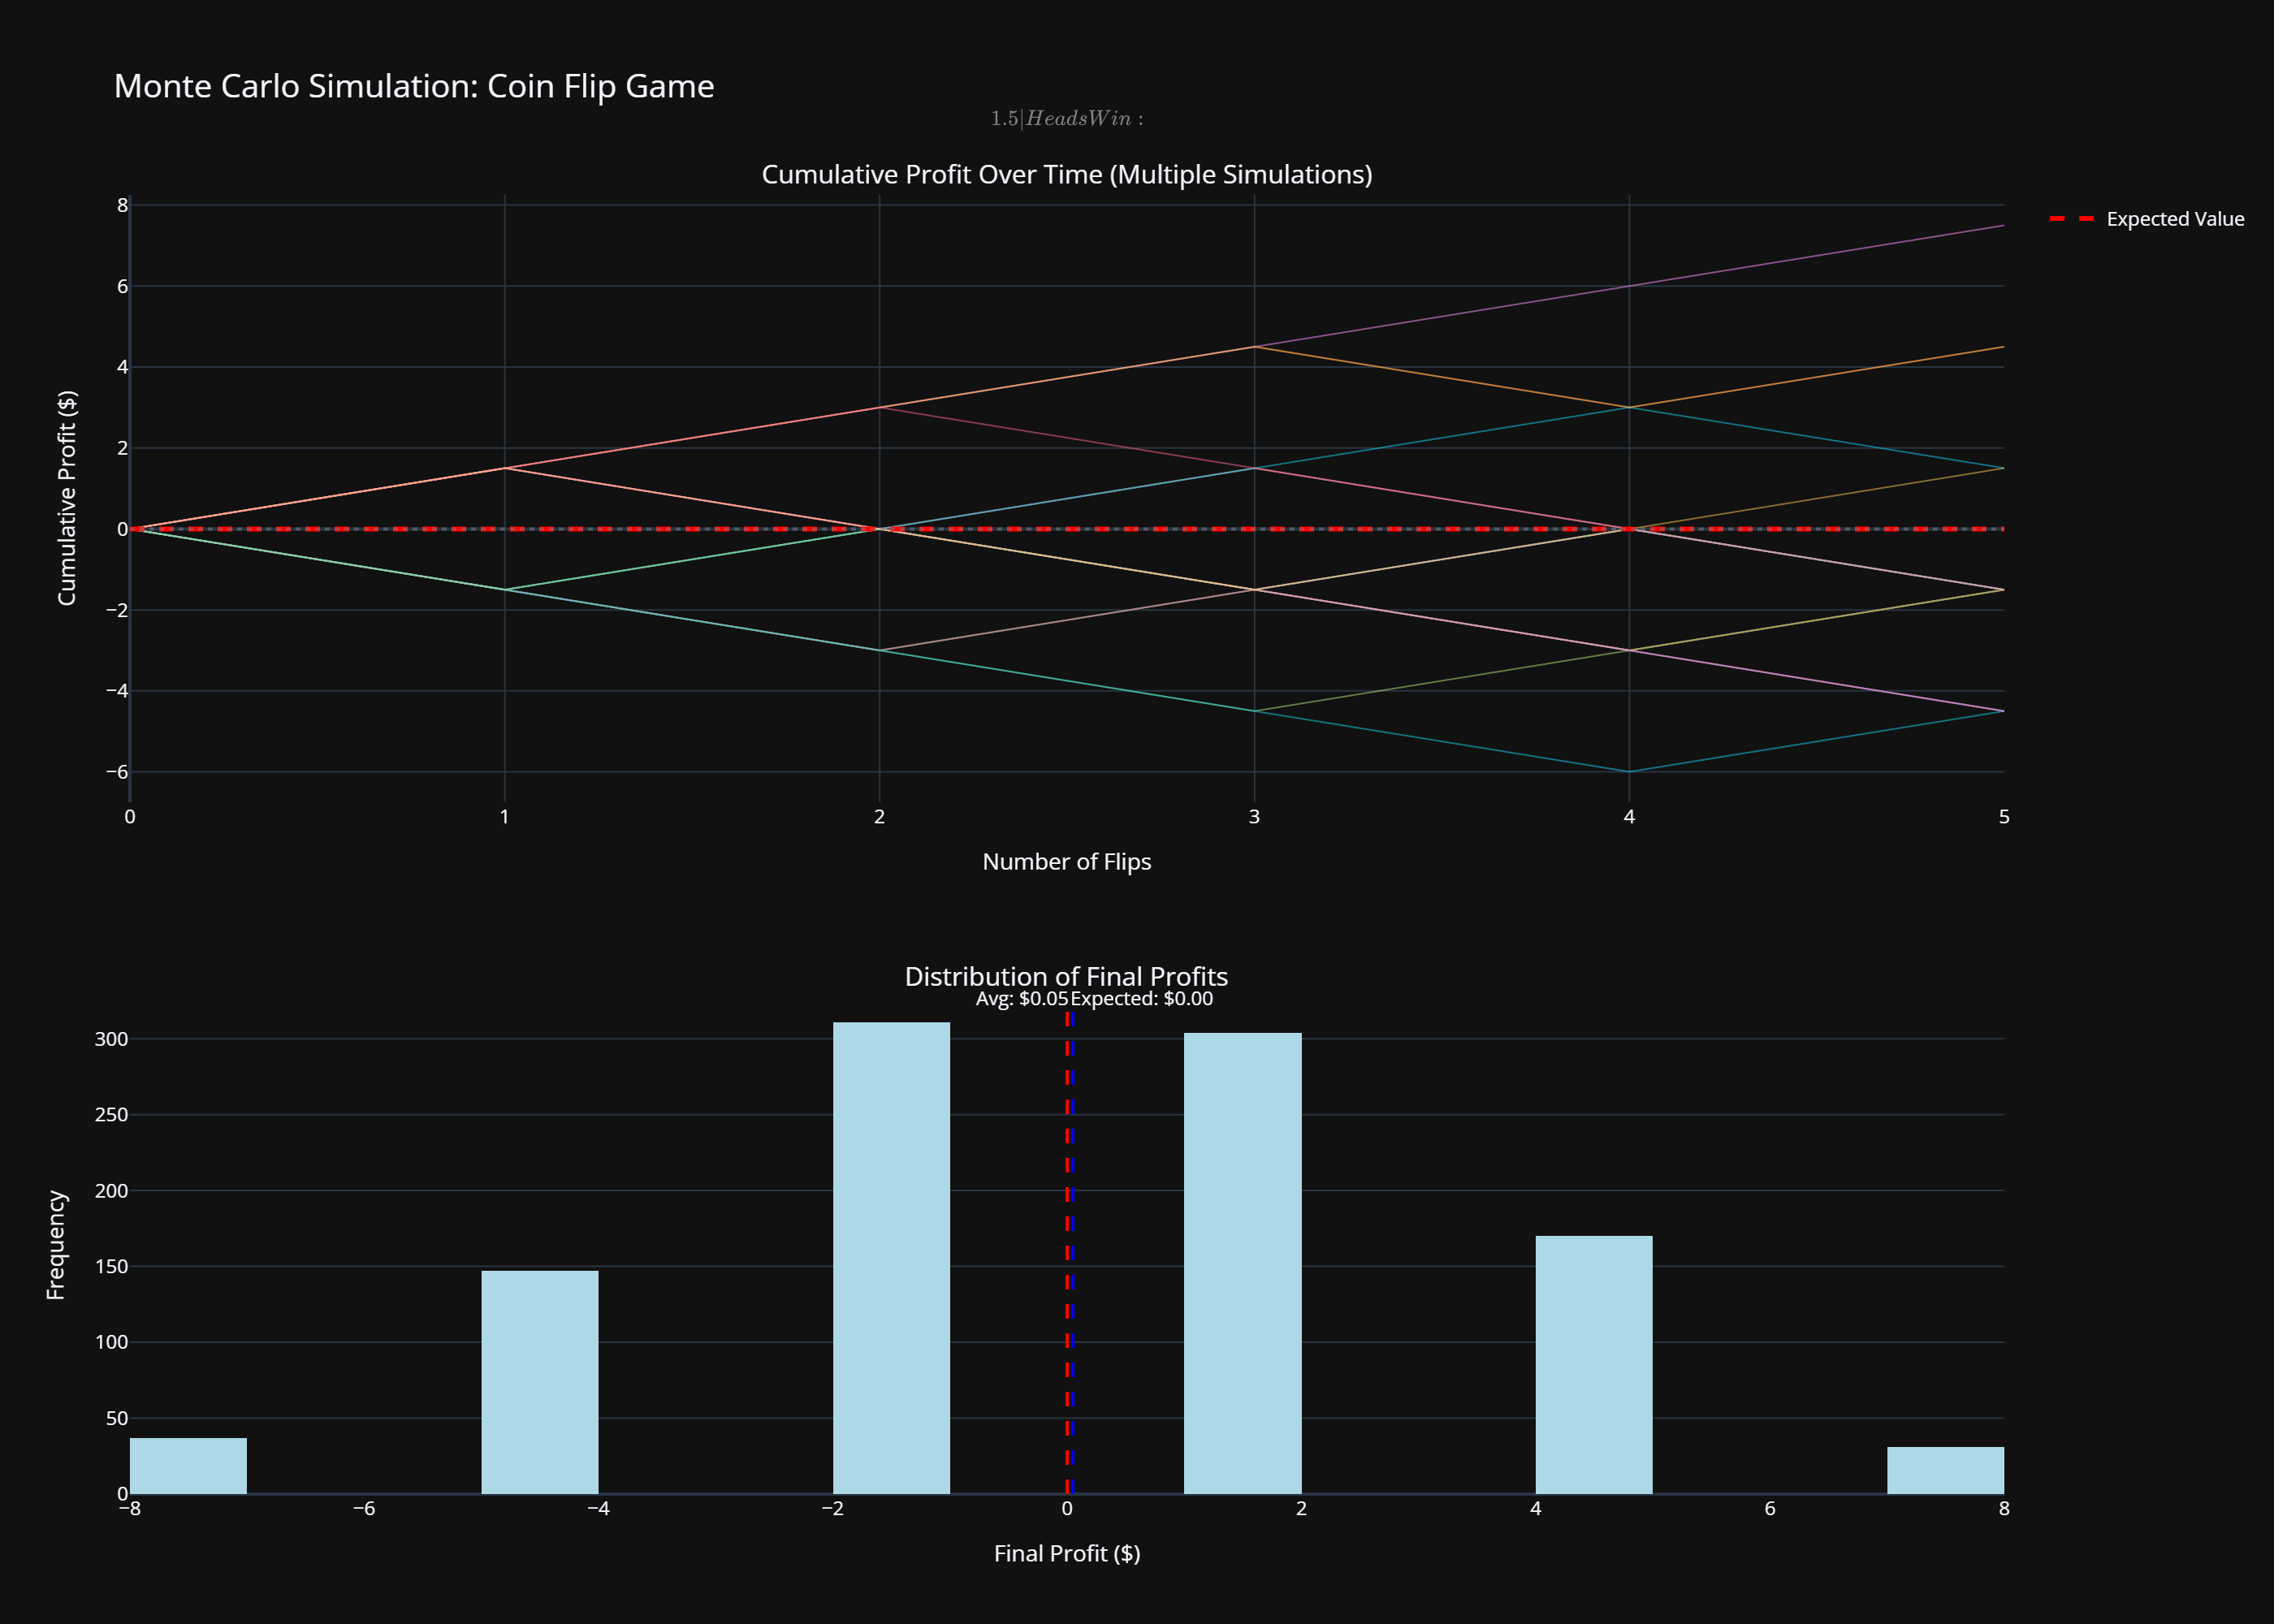 Monte Carlo Simulation: Coin Flip Game
1.5|HeadsWin :
Cumulative Profit Over Time (Multiple Simulations)
Expected Value
Cumulative Profit ($)
8
6
4
2
0
−2
−4
−6
0 1 2 3 4 5
Number of Flips
Distribution of Final Profits
Avg: $0.05 Expected: $0.00
Frequency
300
250
200
150
100
50
0
−8 −6 −4 −2 0 2 4 6 8
Final Profit ($)